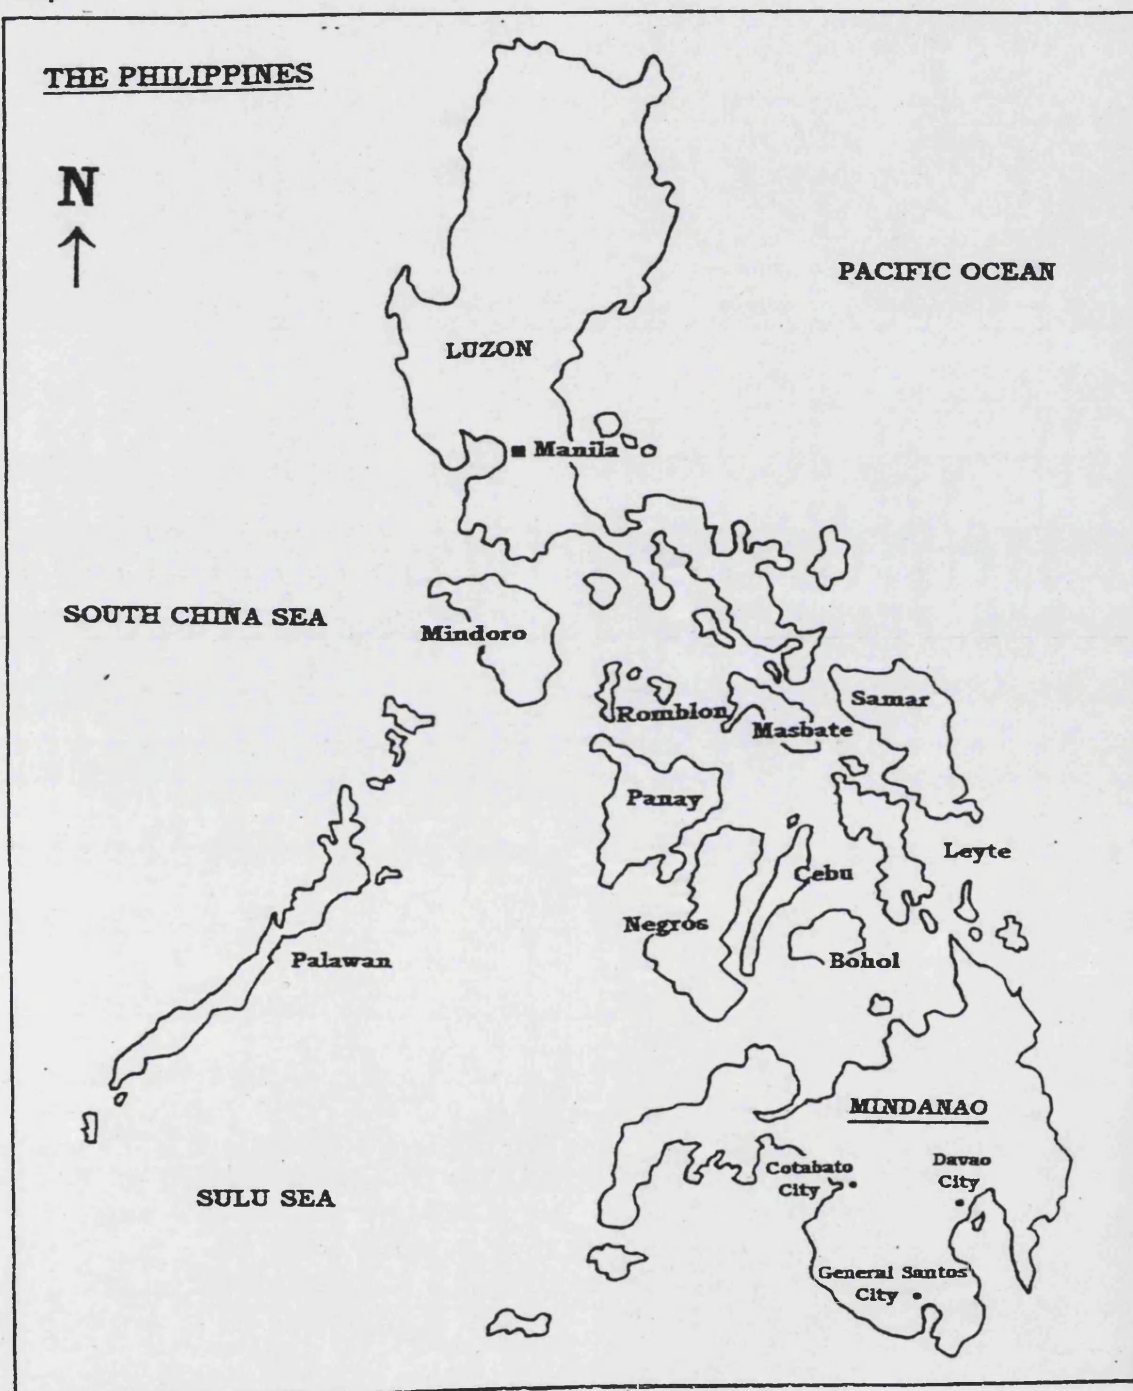 THE PHILIPPINES
N
PACIFIC OCEAN
LUZON
Manila
SOUTH CHINA SEA
Mindoro
Samar
Romblon
Masbate
Panay
Leyte
Cebu
Negros
Palawan
Bohol
MINDANAO
Cotabato
City
Davao
City
SULU SEA
General Santos
City